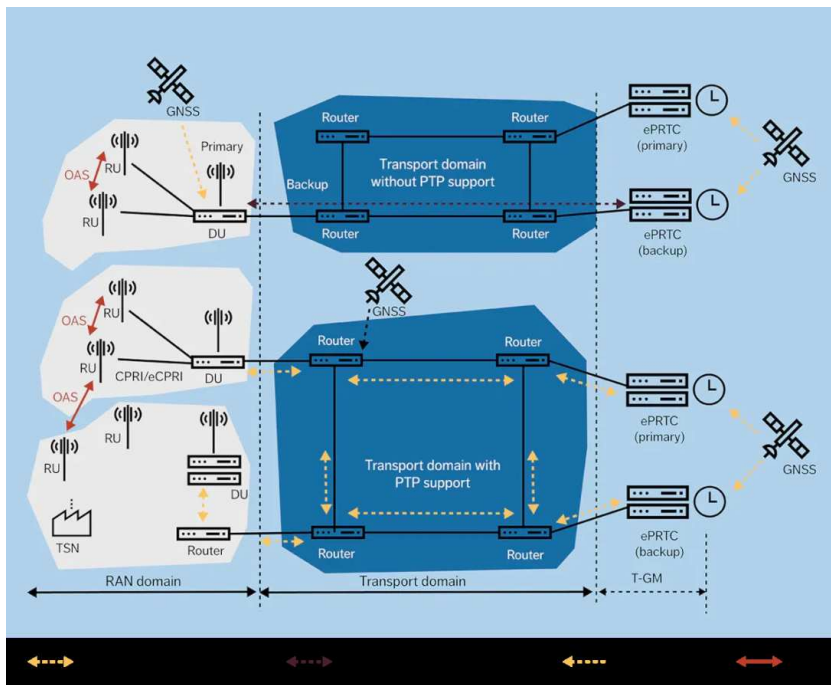 GNSS
Router
Router
ePRTC
(primary)
Primary
OAS
RU
Transport domain
without PTP support
GNSS
Backup
RU
DU
Router
Router
ePRTC
(backup)
GNSS
OAS
RU
Router
Router
RU
CPRI/eCPRI
DU
OAS
ePRTC
(primary)
RU
RU
GNSS
Transport domain with
PTP support
DU
TSN
Router
Router
Router
ePRTC
(backup)
RAN domain
Transport domain
T-GM